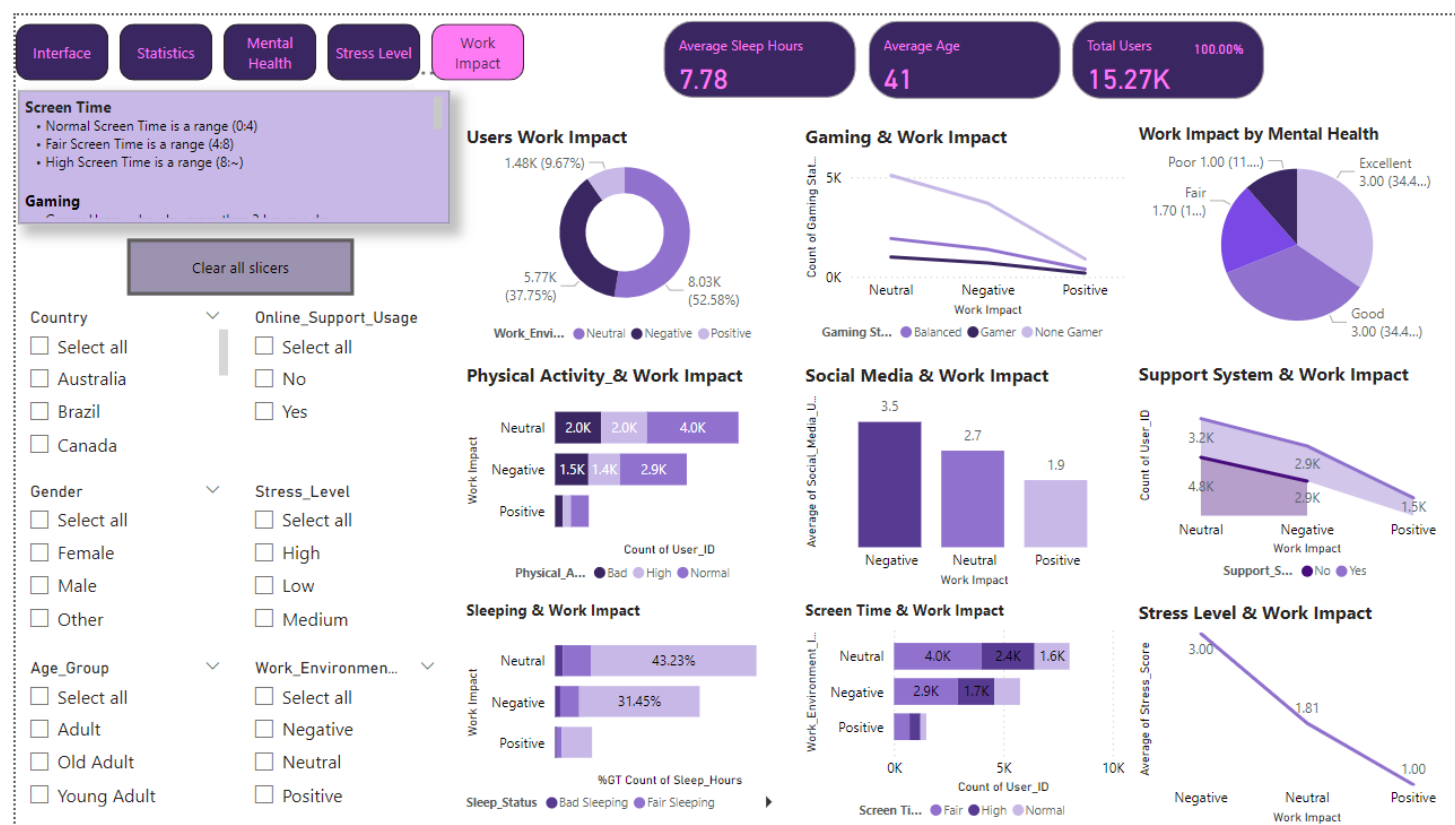 Interface
Statistics
Mental
Health
Stress Level
Work
Impact
Average Sleep Hours
7.78
Average Age
41
Total Users 100.00%
15.27K
Screen Time
• Normal Screen Time is a range (0:4)
• Fair Screen Time is a range (4:8)
• High Screen Time is a range (8:~)
Gaming
Clear all slicers
Country
Select all
Australia
Brazil
Canada
Online_Support_Usage
Select all
No
Yes
Gender
Select all
Female
Male
Other
Stress_Level
Select all
High
Low
Medium
Age_Group
Select all
Adult
Old Adult
Young Adult
Work_Environmen...
Select all
Negative
Neutral
Positive
Users Work Impact
1.48K (9.67%)
5.77K
(37.75%)
8.03K
(52.58%)
Work_Envi... Neutral Negative Positive
Gaming & Work Impact
Count of Gaming Stat...
5K
0K
Neutral Negative Positive
Work Impact
Gaming St... Balanced Gamer None Gamer
Work Impact by Mental Health
Poor 1.00 (11....)
Excellent
3.00 (34.4...)
Fair
1.70 (1...)
Good
3.00 (34.4...)
Physical Activity_& Work Impact
Work Impact
Neutral 2.0K 2.0K 4.0K
Negative 1.5K 1.4K 2.9K
Positive
Count of User_ID
Physical_A... Bad High Normal
Social Media & Work Impact
Average of Social_Media_U...
3.5
2.7
1.9
Negative Neutral Positive
Work Impact
Support System & Work Impact
Count of User_ID
3.2K
4.8K
2.9K
2.9K
1.5K
Neutral Negative Positive
Work Impact
Support_S... No Yes
Sleeping & Work Impact
Work Impact
Neutral 43.23%
Negative 31.45%
Positive
%GT Count of Sleep_Hours
Sleep_Status Bad Sleeping Fair Sleeping
Screen Time & Work Impact
Work_Environment_I...
Neutral 4.0K 2.4K 1.6K
Negative 2.9K 1.7K
Positive
0K 5K 10K
Count of User_ID
Screen Ti... Fair High Normal
Stress Level & Work Impact
Average of Stress_Score
3.00
1.81
1.00
Negative Neutral Positive
Work Impact